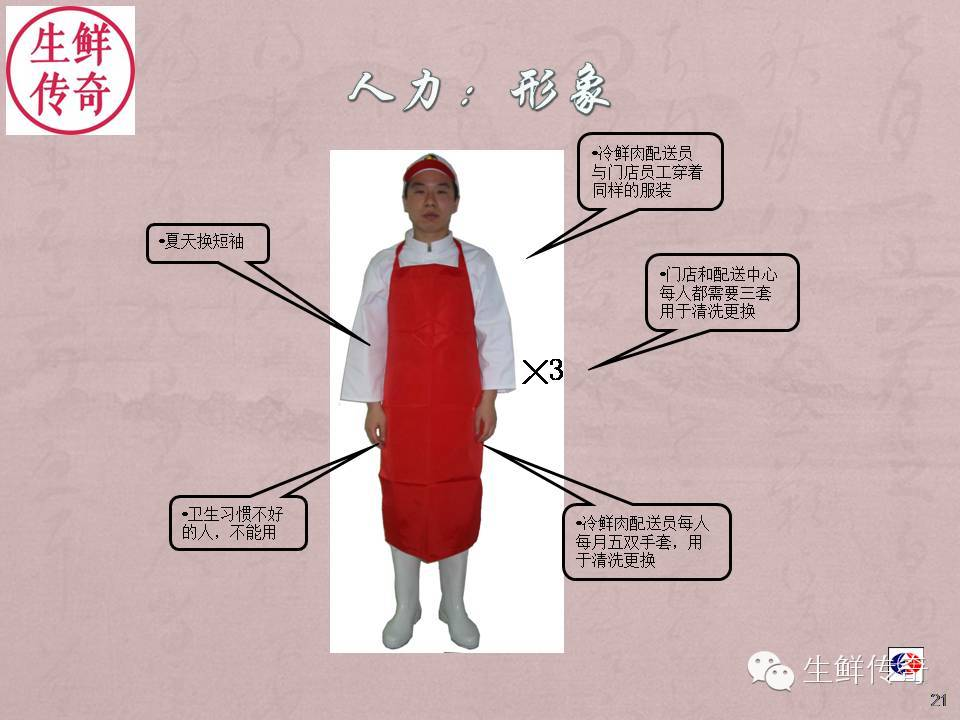 生鲜
传奇
人力：形象
•冷鲜肉配送员
与门店员工穿着
同样的服装
•夏天换短袖
•门店和配送中心
每人都需要三套
用于清洗更换
×3
•卫生习惯不好
的人，不能用
•冷鲜肉配送员每人
每月五双手套，用
于清洗更换
生鲜传奇
21